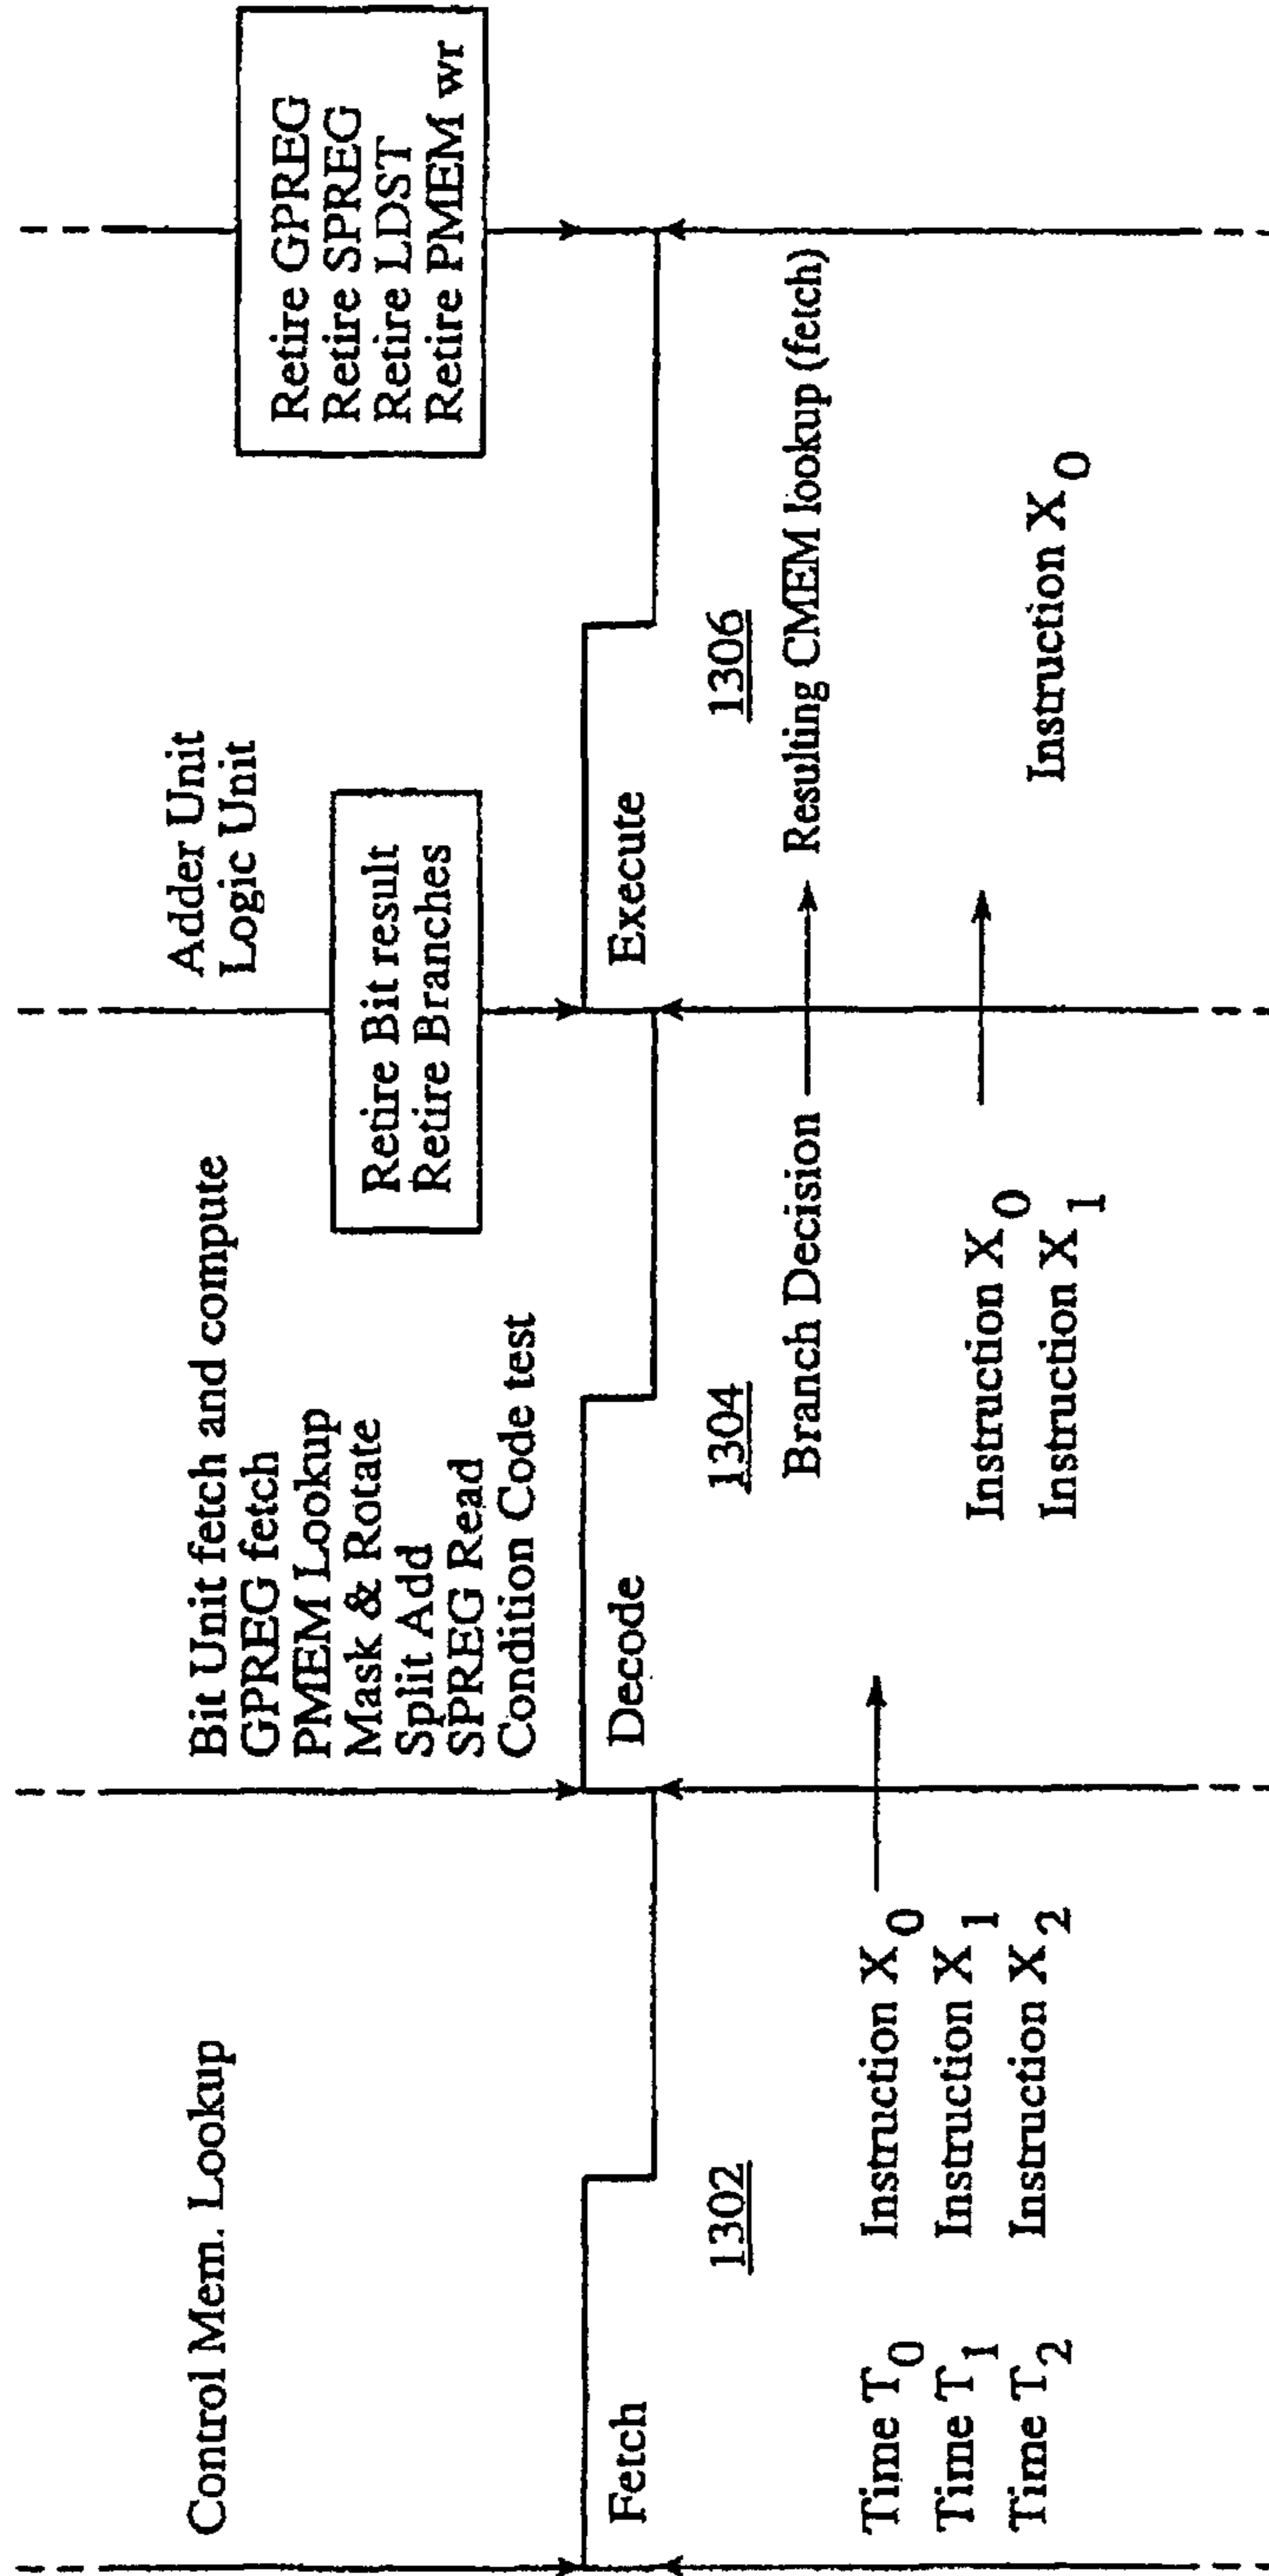 Control Mem. Lookup
Bit Unit fetch and compute
GPREG fetch
PMEM Lookup
Mask & Rotate
Split Add
SPREG Read
Condition Code test
Adder Unit
Logic Unit
Retire Bit result
Retire Branches
Retire GPREG
Retire SPREG
Retire LDST
Retire PMEM wr
Fetch
Decode
Execute
1302
1304
1306
Branch Decision
Resulting CMEM lookup (fetch)
Time T0 Instruction X0
Time T1 Instruction X1 Instruction X0
Time T2 Instruction X2 Instruction X1 Instruction X0